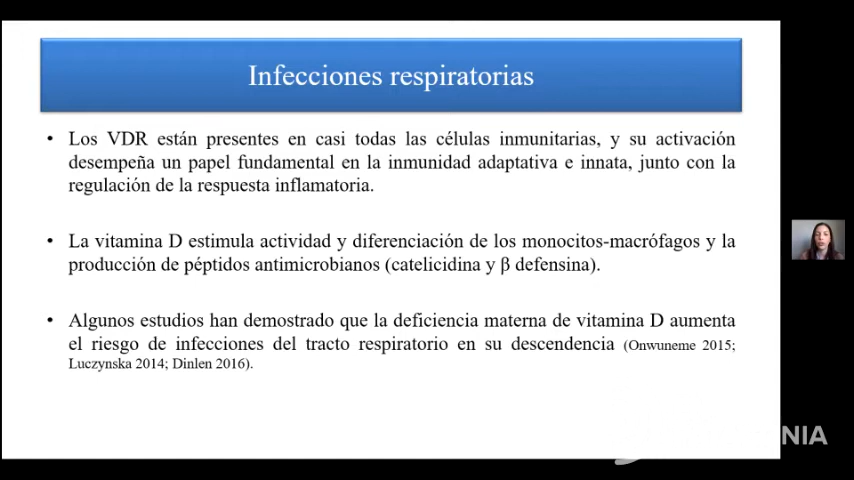 Infecciones respiratorias
• Los VDR están presentes en casi todas las células inmunitarias, y su activación
desempeña un papel fundamental en la inmunidad adaptativa e innata, junto con la
regulación de la respuesta inflamatoria.
• La vitamina D estimula actividad y diferenciación de los monocitos-macrófagos y la
producción de péptidos antimicrobianos (catelicidina y β defensina).
• Algunos estudios han demostrado que la deficiencia materna de vitamina D aumenta
el riesgo de infecciones del tracto respiratorio en su descendencia (Onwuneme 2015;
Luczynska 2014; Dinlen 2016).